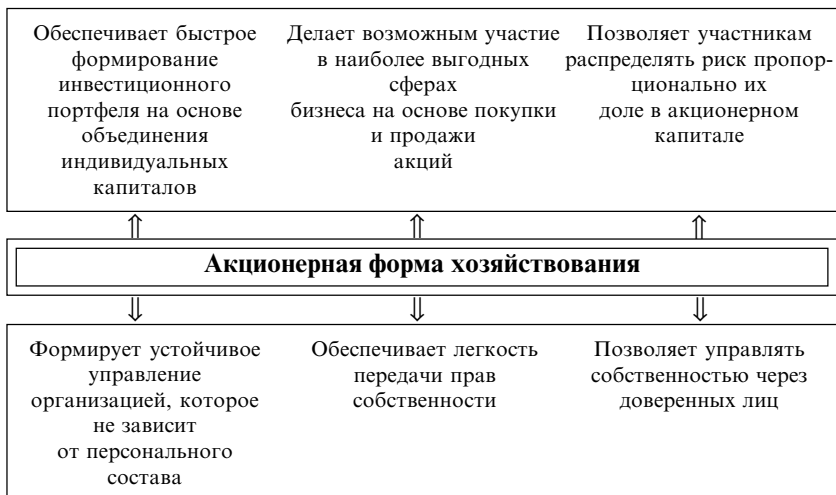 Обеспечивает быстрое
формирование
инвестиционного
портфеля на основе
объединения
индивидуальных
капиталов
Делает возможным участие
в наиболее выгодных
сферах
бизнеса на основе покупки
и продажи
акций
Позволяет участникам
распределять риск пропор-
ционально их
доле в акционерном
капитале
Акционерная форма хозяйствования
Формирует устойчивое
управление
организацией, которое
не зависит
от персонального
состава
Обеспечивает легкость
передачи прав
собственности
Позволяет управлять
собственностью через
доверенных лиц